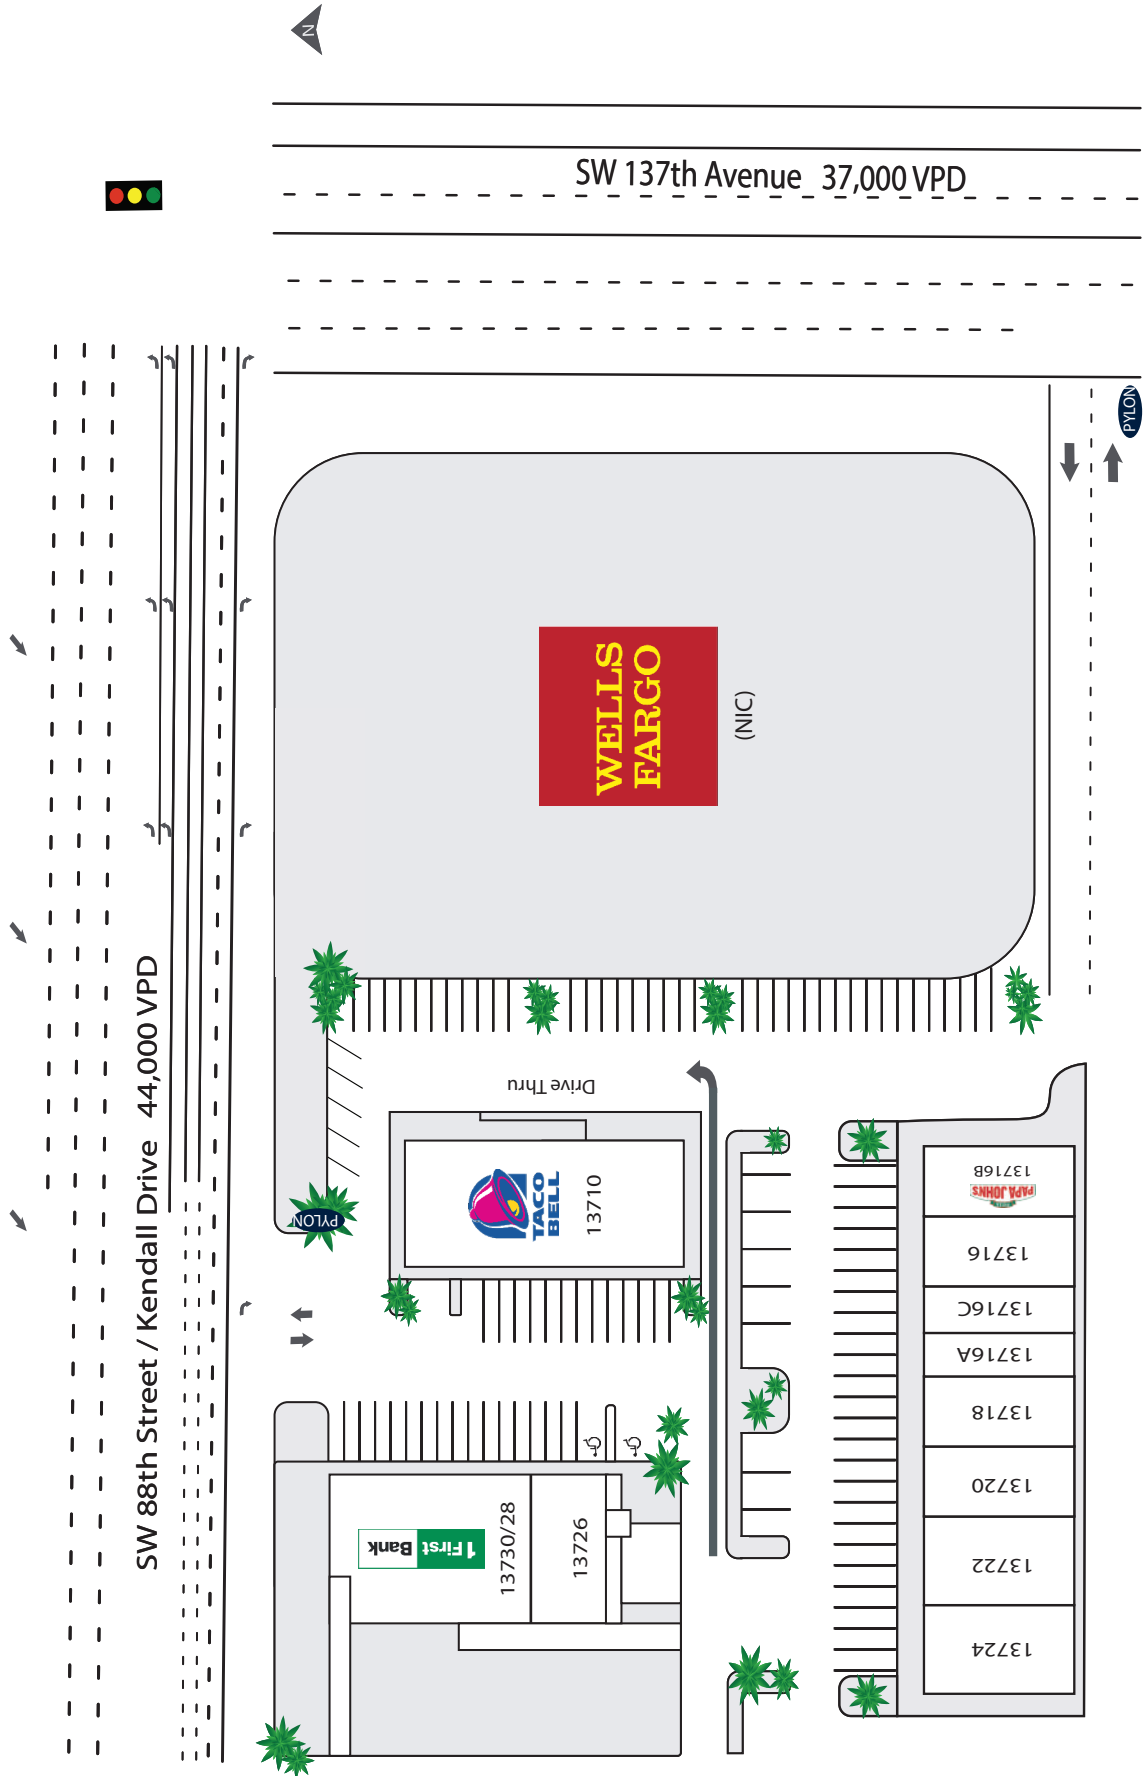 N
SW 137th Avenue 37,000 VPD
PYLON
WELLS
FARGO
(NIC)
SW 88th Street / Kendall Drive 44,000 VPD
Drive Thru
TACO
BELL
13710
PYLON
13716B
PAPA JOHNS
13716
13716C
13716A
13718
13720
13722
13724
1 First Bank
13730/28
13726